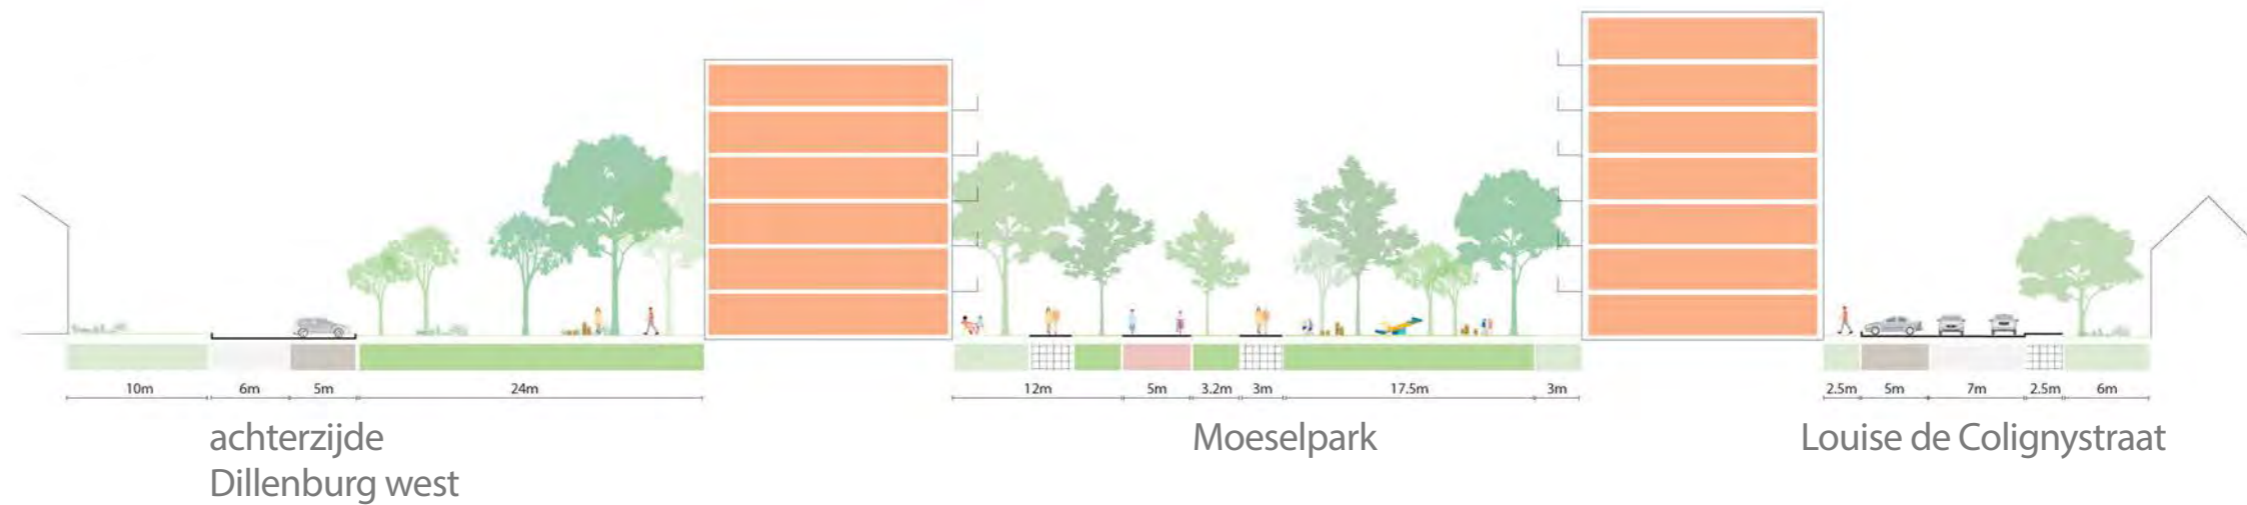 10m 6m 5m 24m 12m 5m 3.2m 3m 17.5m 3m 2.5m 5m 7m 2.5m 6m
achterzijde
Dillenburg west
Moeselpark
Louise de Colignystraat